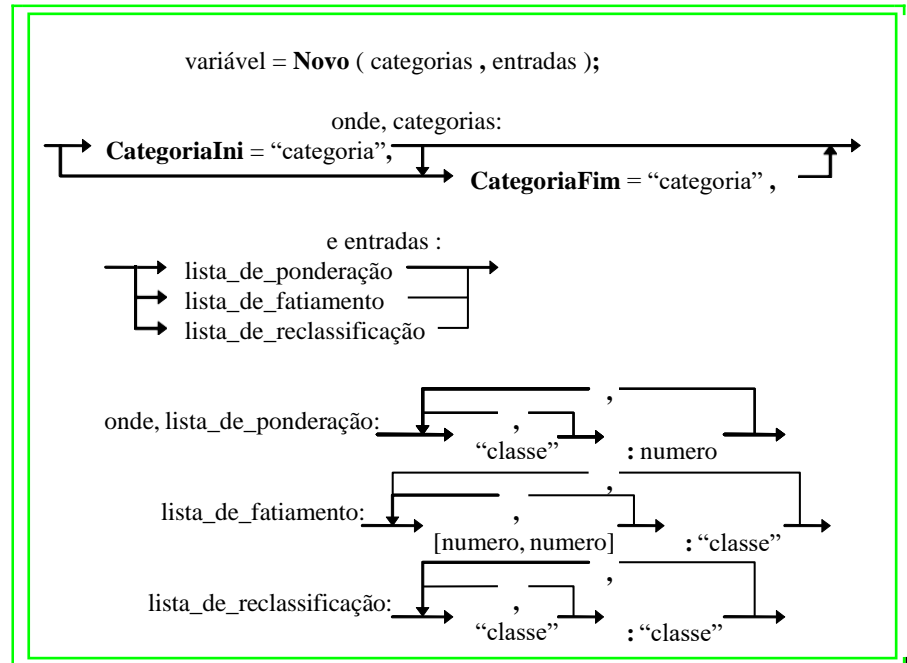 variável = Novo ( categorias , entradas );
onde, categorias:
CategoriaIni = “categoria”,
CategoriaFim = “categoria” ,
e entradas :
lista_de_ponderação
lista_de_fatiamento
lista_de_reclassificação
,
onde, lista_de_ponderação:
,
“classe” : numero
,
lista_de_fatiamento:
,
[numero, numero] : “classe”
,
lista_de_reclassificação:
,
“classe” : “classe”